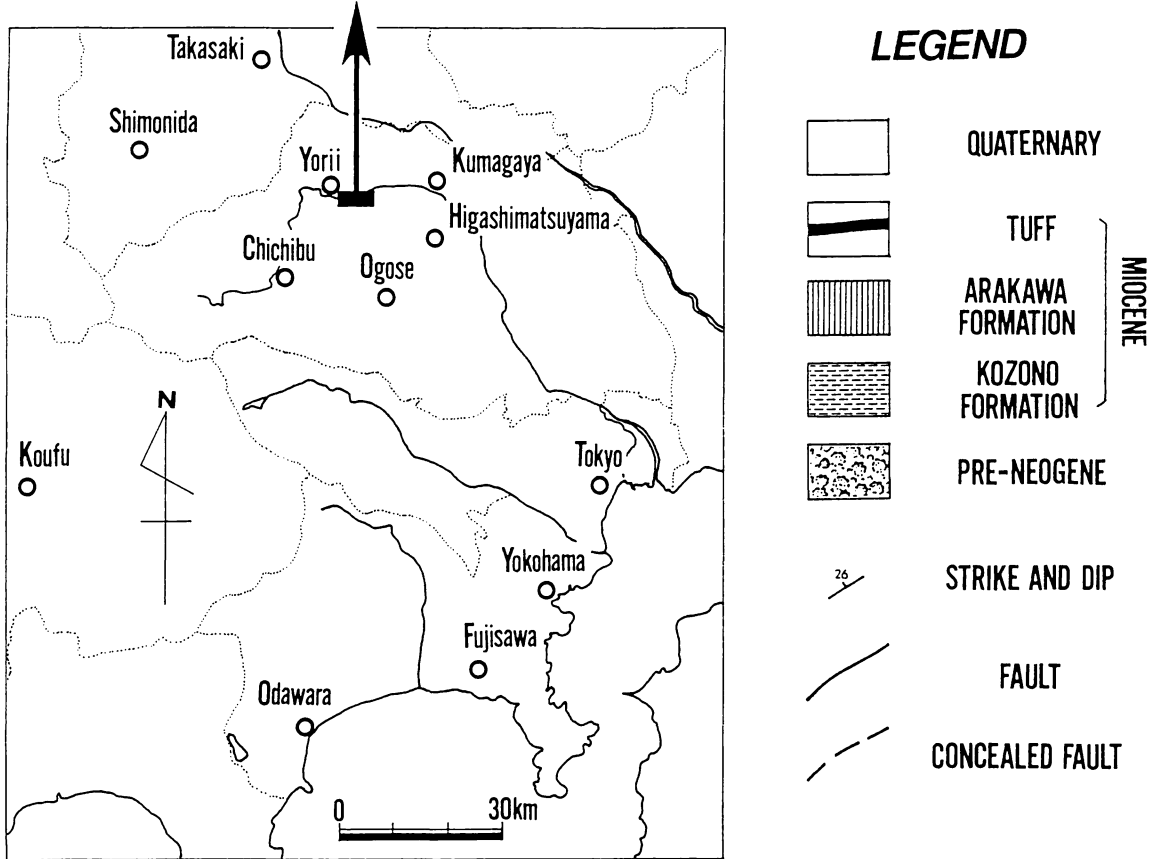 Takasaki
Shimonida
Yorii
Kumagaya
Higashimatsuyama
Chichibu
Ogose
N
Koufu
Tokyo
Yokohama
Fujisawa
Odawara
0 30km
LEGEND
QUATERNARY
TUFF
ARAKAWA
FORMATION
KOZONO
FORMATION
MIOCENE
PRE-NEOGENE
26
STRIKE AND DIP
FAULT
CONCEALED FAULT